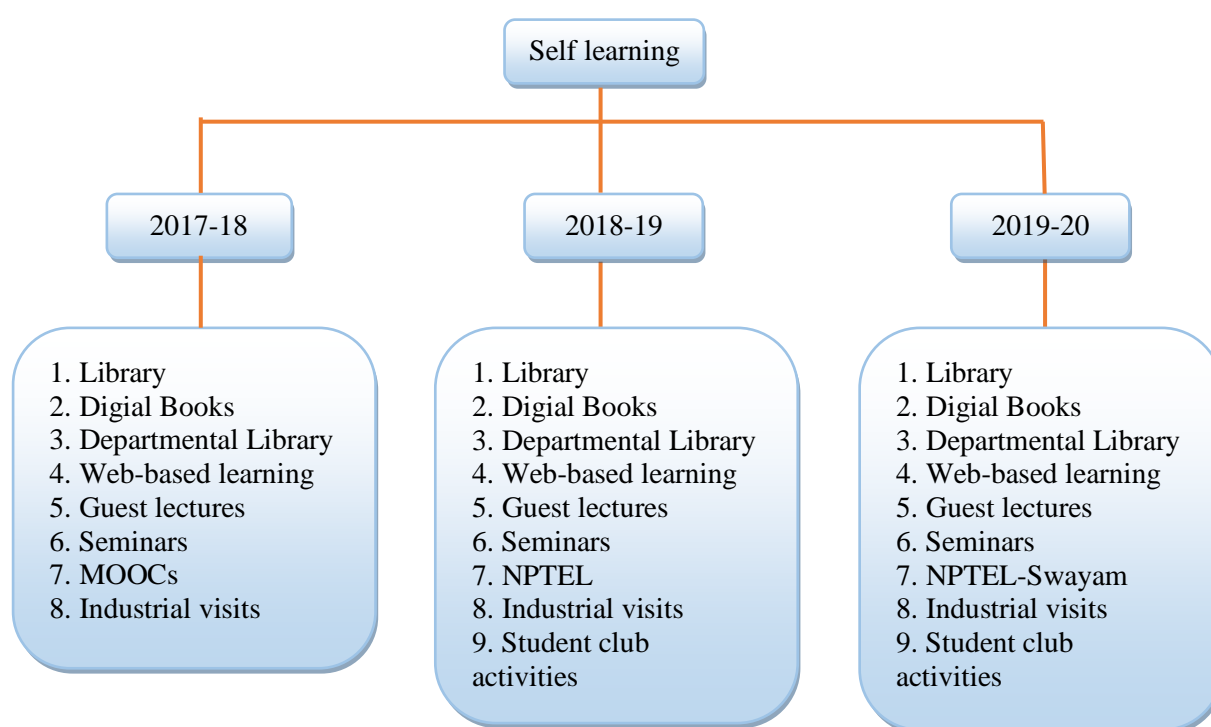 Self learning
2017-18
2018-19
2019-20
1. Library
2. Digial Books
3. Departmental Library
4. Web-based learning
5. Guest lectures
6. Seminars
7. MOOCs
8. Industrial visits
1. Library
2. Digial Books
3. Departmental Library
4. Web-based learning
5. Guest lectures
6. Seminars
7. NPTEL
8. Industrial visits
9. Student club
activities
1. Library
2. Digial Books
3. Departmental Library
4. Web-based learning
5. Guest lectures
6. Seminars
7. NPTEL-Swayam
8. Industrial visits
9. Student club
activities